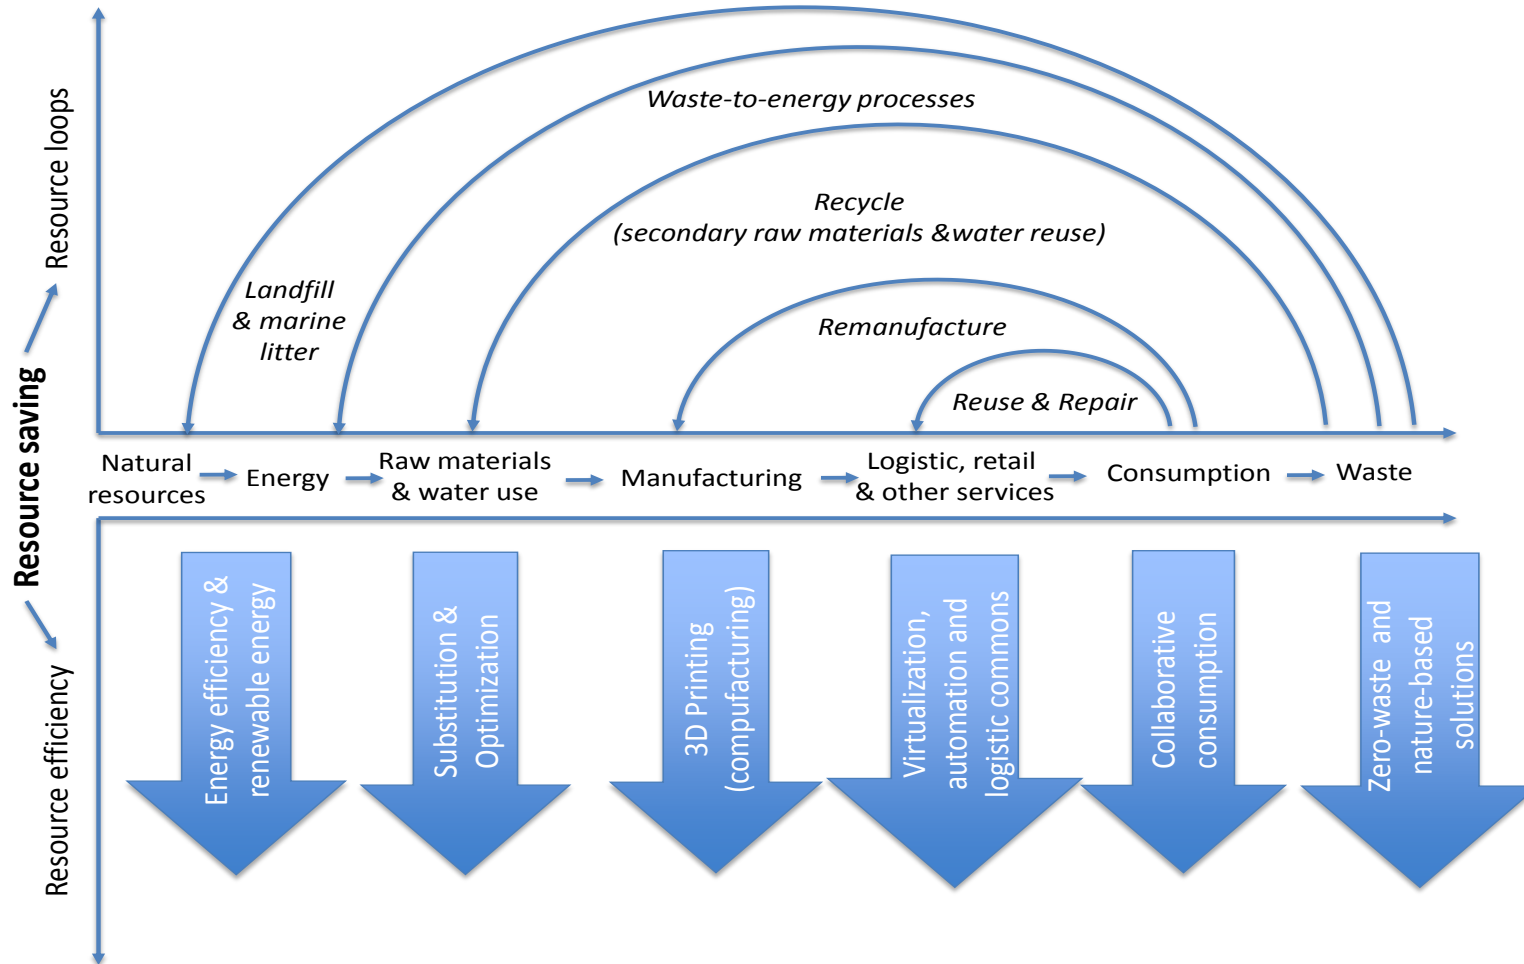 Resource saving
Resource loops
Resource efficiency
Waste-to-energy processes
Recycle
(secondary raw materials &water reuse)
Landfill
& marine
litter
Remanufacture
Reuse & Repair
Natural
resources
Energy
Raw materials
& water use
Manufacturing
Logistic, retail
& other services
Consumption
Waste
Energy efficiency &
renewable energy
Substitution &
Optimization
3D Printing
(compufacturing)
Virtualization,
automation and
logistic commons
Collaborative
consumption
Zero-waste and
nature-based
solutions